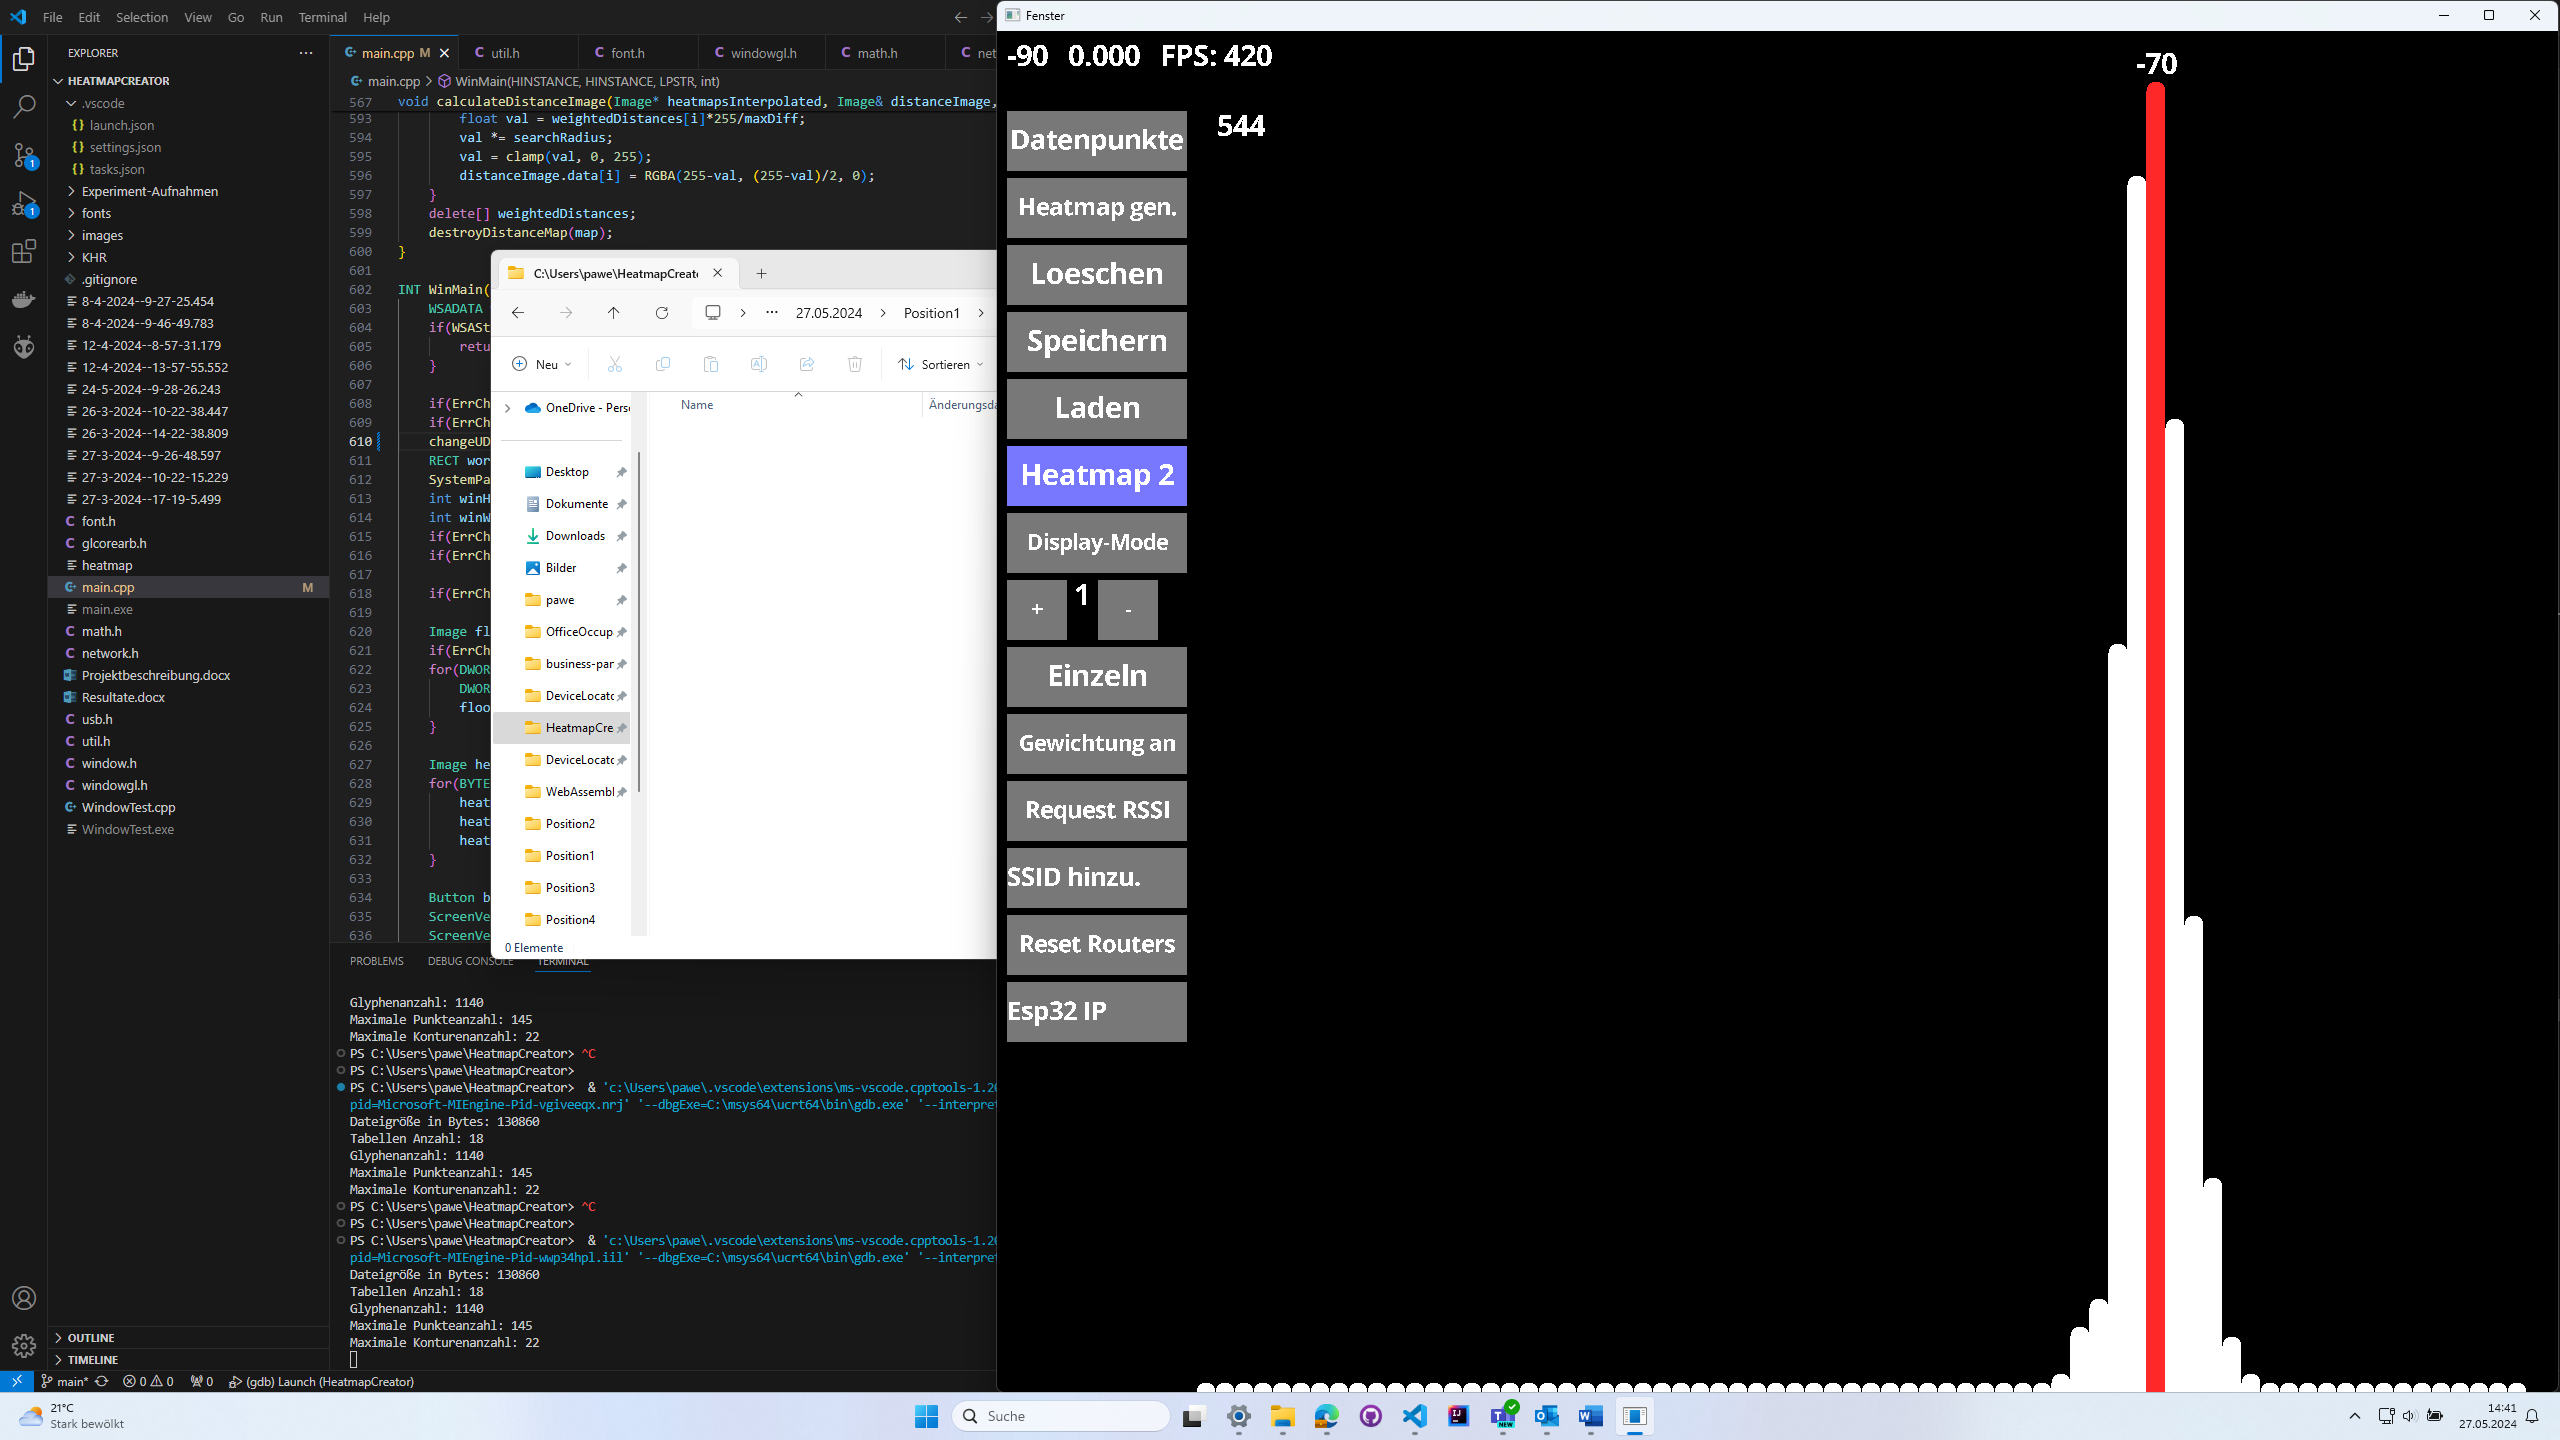 File Edit Selection View Go Run Terminal Help
EXPLORER
HEATMAPCREATOR
.vscode
{} launch.json
{} settings.json
{} tasks.json
Experiment-Aufnahmen
fonts
images
KHR
.gitignore
8-4-2024--9-27-25.454
8-4-2024--9-46-49.783
12-4-2024--8-57-31.179
12-4-2024--13-57-55.552
24-5-2024--9-28-26.243
26-3-2024--10-22-38.447
26-3-2024--14-22-38.809
27-3-2024--9-26-48.597
27-3-2024--10-22-15.229
27-3-2024--17-19-5.499
C font.h
C glcorearb.h
heatmap
main.cpp M
main.exe
C math.h
C network.h
Projektbeschreibung.docx
Resultate.docx
C usb.h
C util.h
C window.h
C windowgl.h
WindowTest.cpp
WindowTest.exe
OUTLINE
TIMELINE
main.cpp M
C util.h
C font.h
C windowgl.h
C math.h
C net
main.cpp > WinMain(HINSTANCE, HINSTANCE, LPSTR, int)
567 void calculateDistanceImage(Image* heatmapsInterpolated, Image& distanceImage,
593 float val = weightedDistances[i]*255/maxDiff;
594 val *= searchRadius;
595 val = clamp(val, 0, 255);
596 distanceImage.data[i] = RGBA(255-val, (255-val)/2, 0);
597 }
598 delete[] weightedDistances;
599 destroyDistanceMap(map);
600 }
601
602 INT WinMain(
603 WSADATA
604 if(WSASt
605 retu
606 }
607
608 if(ErrCh
609 if(ErrCh
610 changeUD
611 RECT wor
612 SystemPa
613 int winH
614 int winW
615 if(ErrCh
616 if(ErrCh
617
618 if(ErrCh
619
620 Image fl
621 if(ErrCh
622 for(DWOR
623 DWOR
624 floo
625 }
626
627 Image he
628 for(BYTE
629 heat
630 heat
631 heat
632 }
633
634 Button b
635 ScreenVe
636 ScreenVe
C:\Users\pawe\HeatmapCreate
27.05.2024 > Position1 >
Neu
Sortieren
OneDrive - Pers
Name
Änderungsda
Desktop
Dokumente
Downloads
Bilder
pawe
OfficeOccup
business-par
DeviceLocato
HeatmapCre
DeviceLocato
WebAssembl
Position2
Position1
Position3
Position4
0 Elemente
PROBLEMS DEBUG CONSOLE TERMINAL
Glyphenanzahl: 1140
Maximale Punkteanzahl: 145
Maximale Konturenanzahl: 22
PS C:\Users\pawe\HeatmapCreator> ^C
PS C:\Users\pawe\HeatmapCreator>
PS C:\Users\pawe\HeatmapCreator> & 'c:\Users\pawe\.vscode\extensions\ms-vscode.cpptools-1.20
pid=Microsoft-MIEngine-Pid-vgiveeqx.nrj' '--dbgExe=C:\msys64\ucrt64\bin\gdb.exe' '--interpret
Dateigröße in Bytes: 130860
Tabellen Anzahl: 18
Glyphenanzahl: 1140
Maximale Punkteanzahl: 145
Maximale Konturenanzahl: 22
PS C:\Users\pawe\HeatmapCreator> ^C
PS C:\Users\pawe\HeatmapCreator>
PS C:\Users\pawe\HeatmapCreator> & 'c:\Users\pawe\.vscode\extensions\ms-vscode.cpptools-1.20
pid=Microsoft-MIEngine-Pid-wwp34hpl.iil' '--dbgExe=C:\msys64\ucrt64\bin\gdb.exe' '--interpret
Dateigröße in Bytes: 130860
Tabellen Anzahl: 18
Glyphenanzahl: 1140
Maximale Punkteanzahl: 145
Maximale Konturenanzahl: 22
main* 0 0 0 (gdb) Launch (HeatmapCreator)
Fenster
-90 0.000 FPS: 420
-70
544
Datenpunkte
Heatmap gen.
Loeschen
Speichern
Laden
Heatmap 2
Display-Mode
+ 1 -
Einzeln
Gewichtung an
Request RSSI
SSID hinzu.
Reset Routers
Esp32 IP
21°C
Stark bewölkt
Suche
14:41
27.05.2024